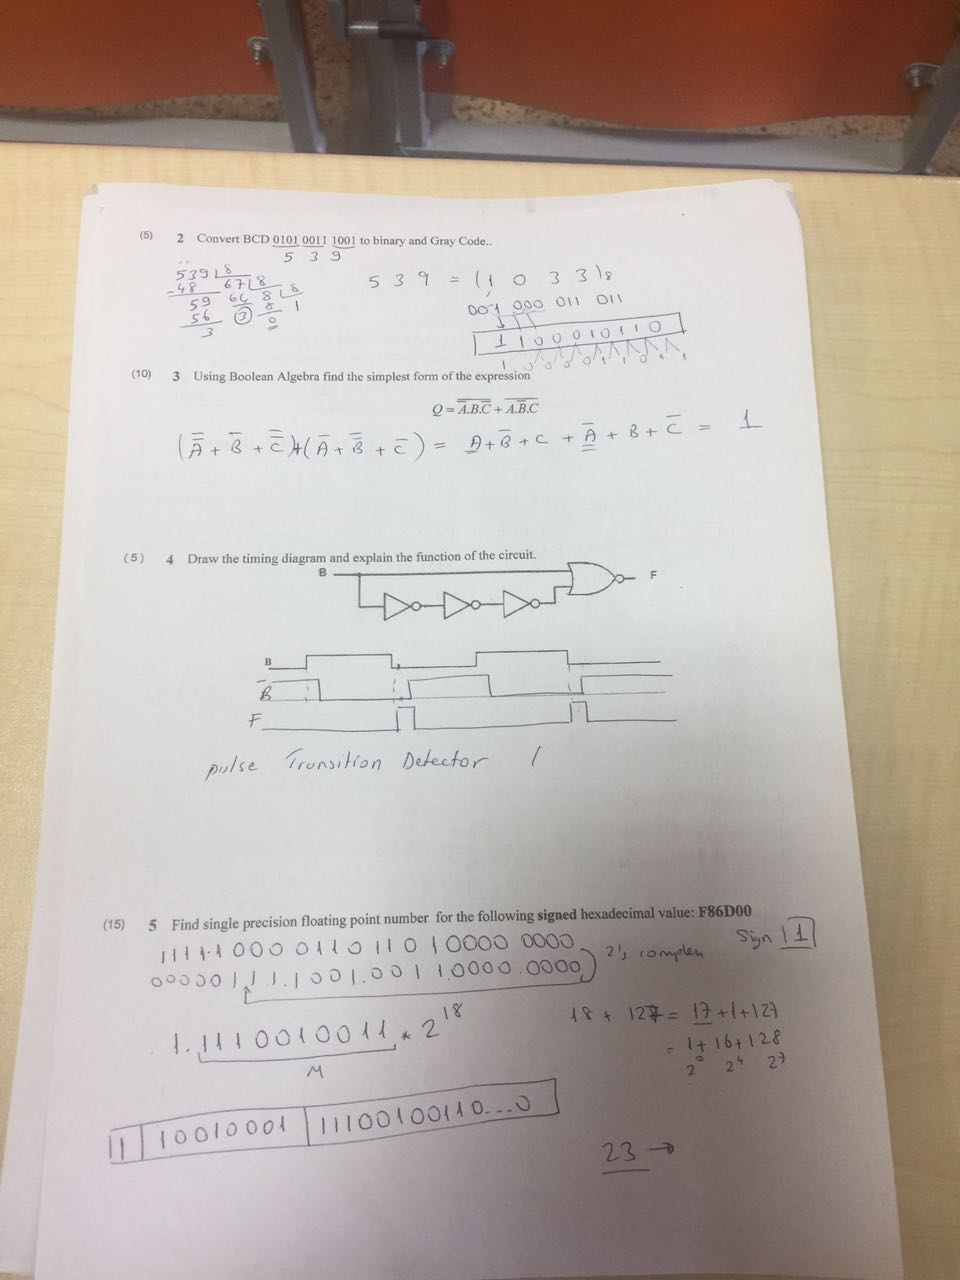 (5) 2 Convert BCD 0101 0011 1001 to binary and Gray Code..
5 3 9
539 8
-48 67 8
59 64 8 8
56 3 8 1
3 0
5 3 9 = (1 0 3 3)8
001 000 011 011
1 1 0 0 0 1 0 1 1 0
1 0 0 0 0 1 1 0 1 1
(10) 3 Using Boolean Algebra find the simplest form of the expression
Q = \overline{\overline{A}.B.\overline{C}} + \overline{A.\overline{B}.C}
(\overline{\overline{A}} + \overline{B} + \overline{\overline{C}})+(\overline{A} + \overline{\overline{B}} + \overline{C}) = A + \overline{B} + C + \overline{A} + B + \overline{C} = 1
(5) 4 Draw the timing diagram and explain the function of the circuit.
B F
B
\overline{B}
F
pulse Transition Detector
(15) 5 Find single precision floating point number for the following signed hexadecimal value: F86D00
Sign 1
1111.1000 0110 1101 0000 0000
000001111.1001.0011.0000.0000 2's complem
1.1110010011 * 2^18
M
18 + 127 = 17+1+127
= 1+16+128
2^0 2^4 2^7
1 10010001 11100100110...0
23 →